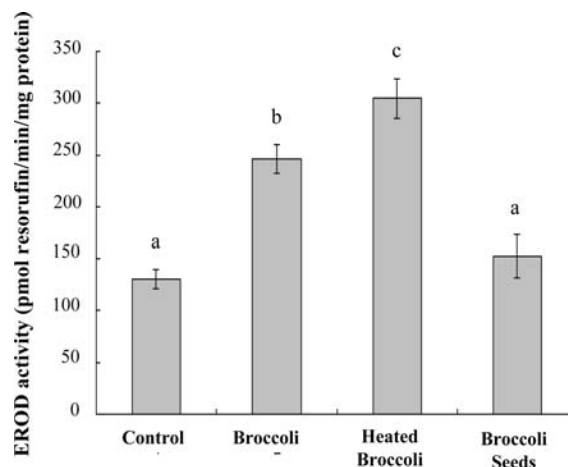 EROD activity (pmol resorufin/min/mg protein)
350
300
250
200
150
100
50
0
a
b
c
a
Control
Broccoli
Heated
Broccoli
Broccoli
Seeds